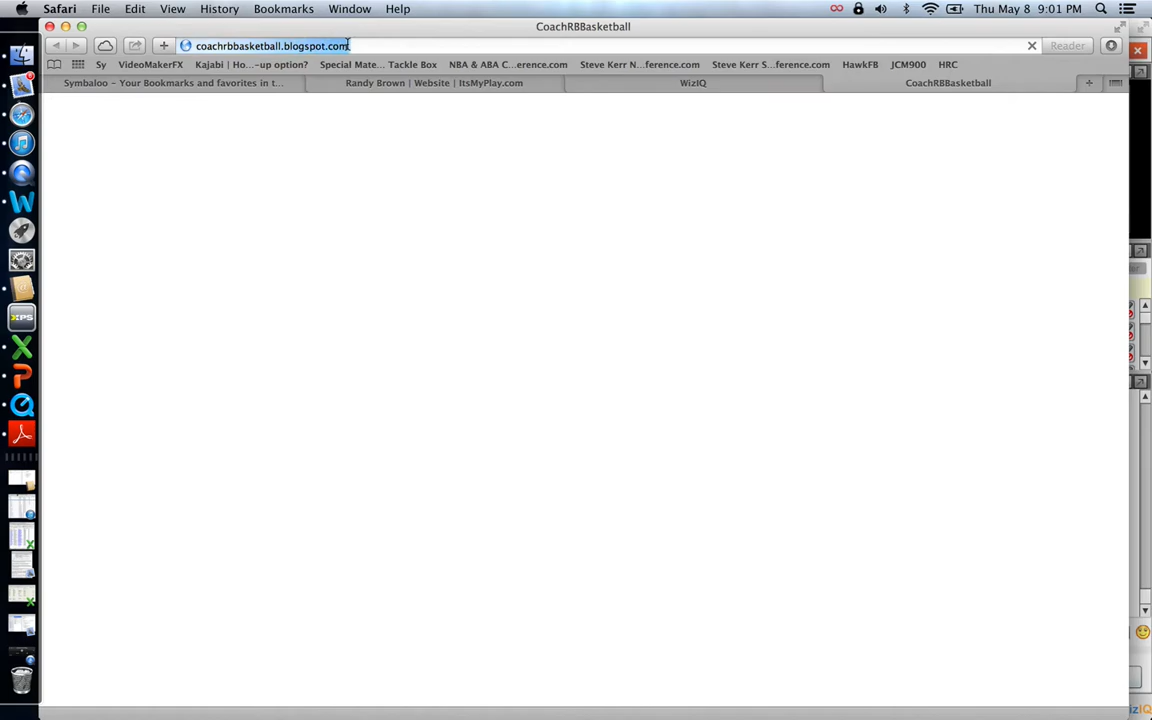 Safari File Edit View History Bookmarks Window Help Thu May 8 9:01 PM
CoachRBBasketball
coachrbbasketball.blogspot.com Reader
Sy VideoMakerFX Kajabi | Ho...-up option? Special Mate... Tackle Box NBA & ABA C...erence.com Steve Kerr N...ference.com Steve Kerr S...ference.com HawkFB JCM900 HRC
Symbaloo – Your Bookmarks and favorites in t... Randy Brown | Website | ItsMyPlay.com WizIQ CoachRBBasketball
W
XPS
X
P